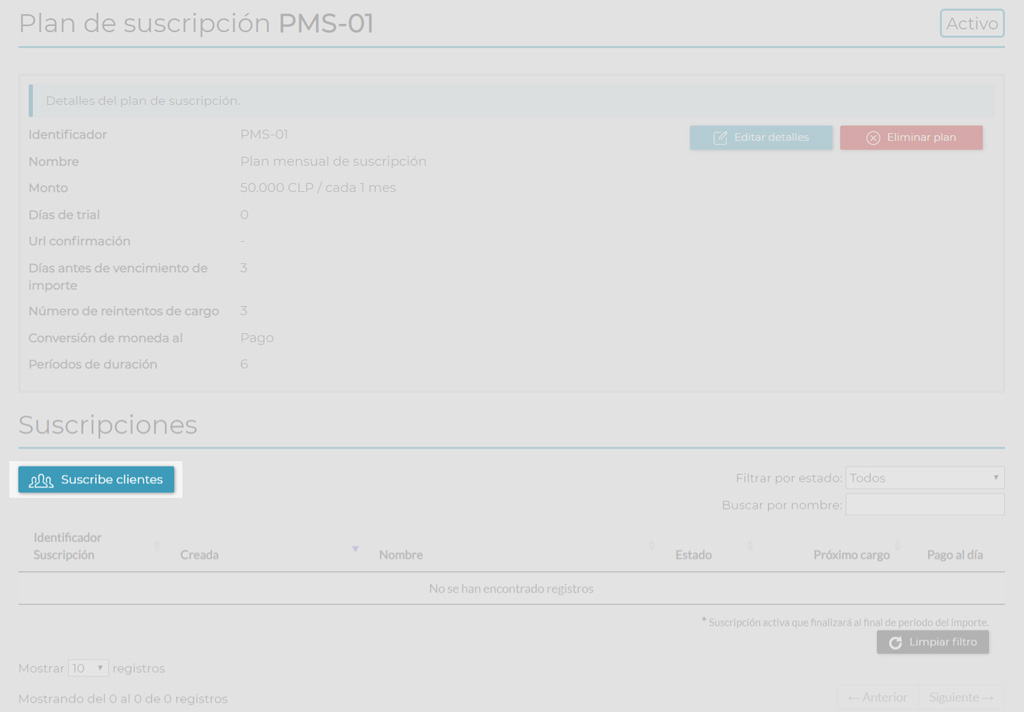 Plan de suscripción PMS-01
Activo
Detalles del plan de suscripción.
Identificador PMS-01
Editar detalles
Eliminar plan
Nombre Plan mensual de suscripción
Monto 50.000 CLP / cada 1 mes
Días de trial 0
Url confirmación -
Días antes de vencimiento de
importe 3
Número de reintentos de cargo 3
Conversión de moneda al Pago
Períodos de duración 6
Suscripciones
Suscribe clientes
Filtrar por estado: Todos
Buscar por nombre:
Identificador
Suscripción Creada Nombre Estado Próximo cargo Pago al día
No se han encontrado registros
* Suscripción activa que finalizará al final de periodo del importe.
Limpiar filtro
Mostrar 10 registros
Mostrando del 0 al 0 de 0 registros
← Anterior Siguiente →